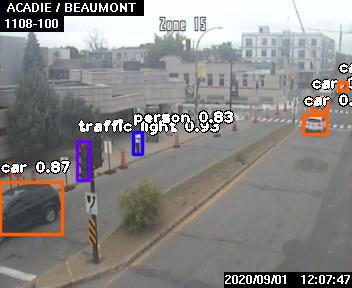 ACADIE / BEAUMONT
1108-100
Zone 15
person 0.83
traffic light 0.93
car 0.87
car 0.
2020/09/01 12:07:47